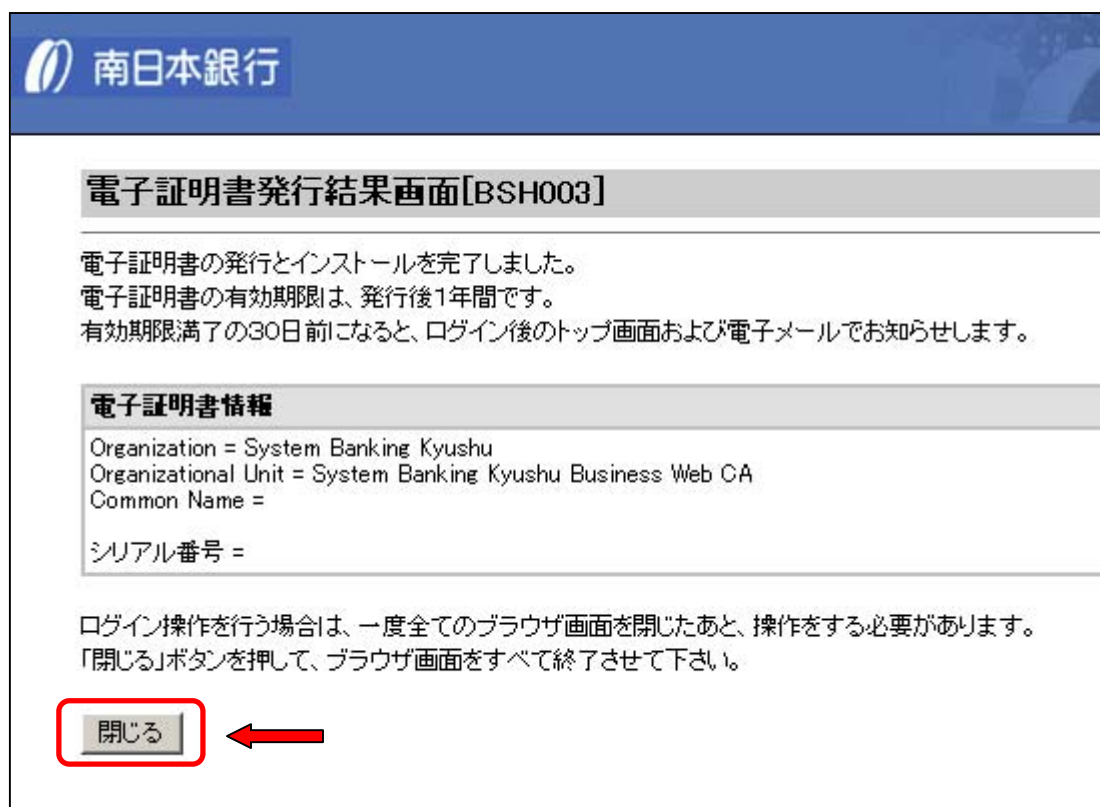 南日本銀行
電子証明書発行結果画面[BSH003]
電子証明書の発行とインストールを完了しました。
電子証明書の有効期限は、発行後1年間です。
有効期限満了の30日前になると、ログイン後のトップ画面および電子メールでお知らせします。
電子証明書情報
Organization = System Banking Kyushu
Organizational Unit = System Banking Kyushu Business Web CA
Common Name =
シリアル番号 =
ログイン操作を行う場合は、一度全てのブラウザ画面を閉じたあと、操作をする必要があります。
「閉じる」ボタンを押して、ブラウザ画面をすべて終了させて下さい。
閉じる